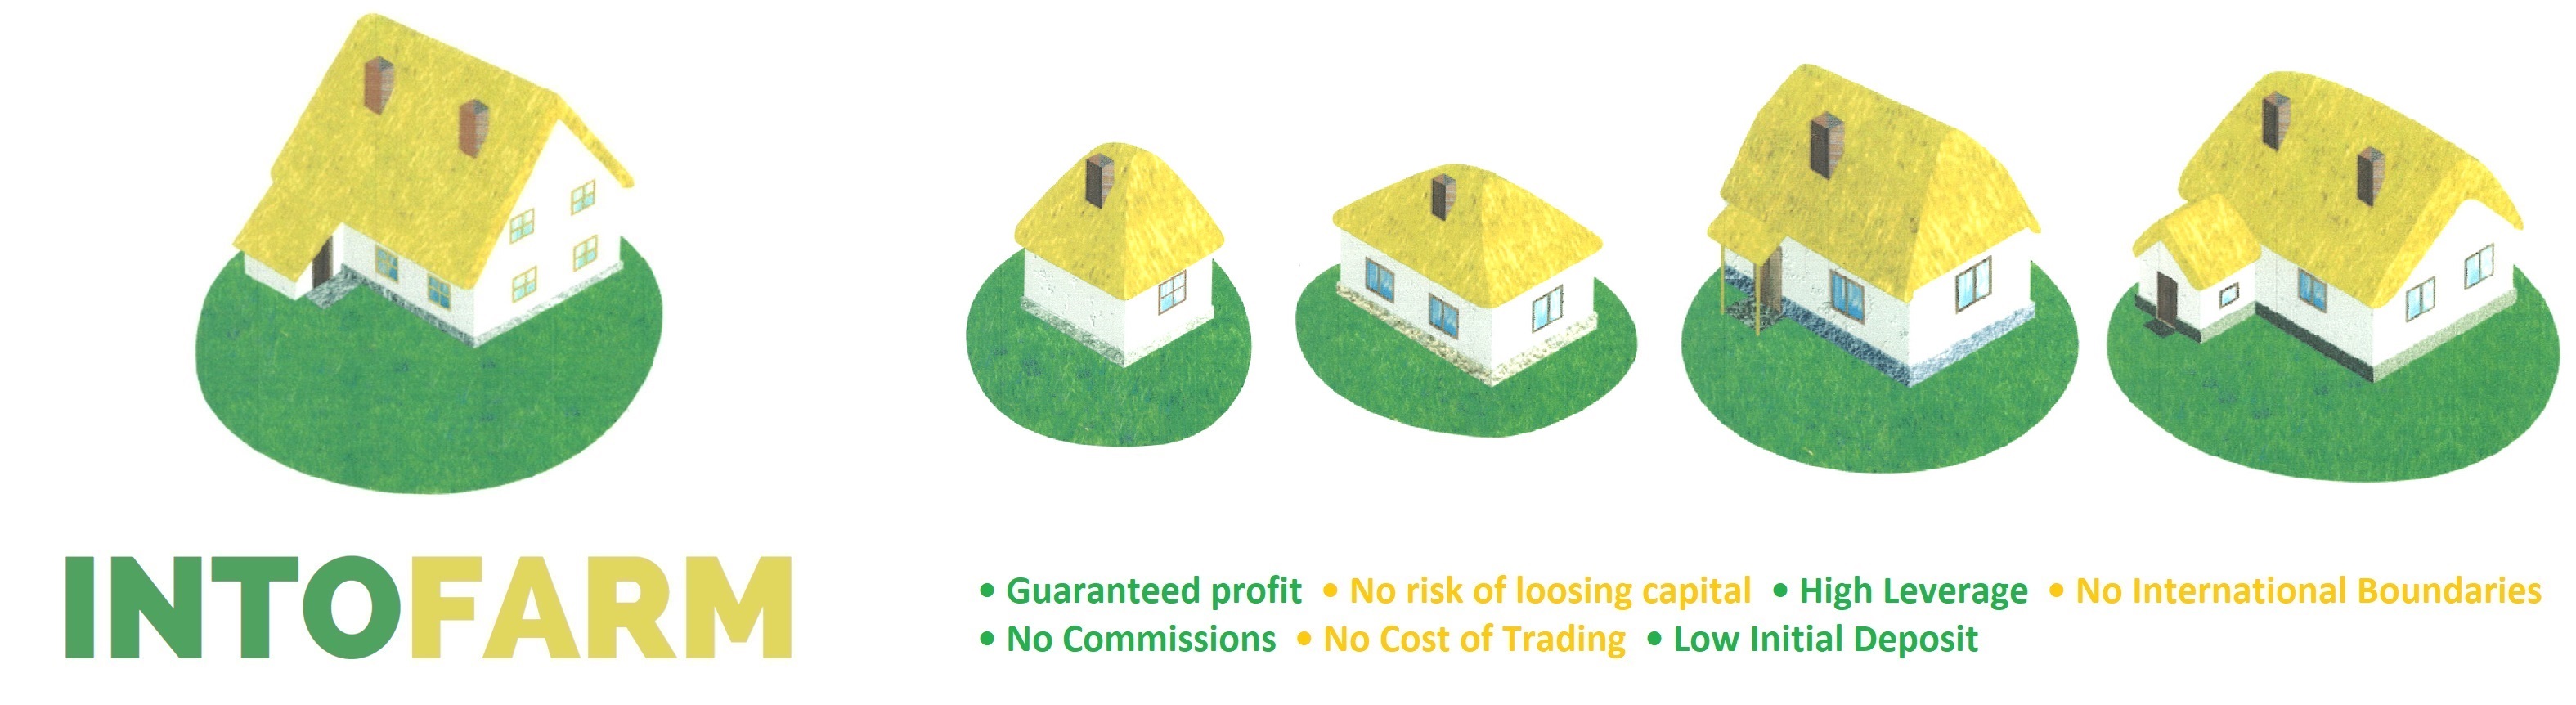 INTOFARM
• Guaranteed profit • No risk of loosing capital • High Leverage • No International Boundaries
• No Commissions • No Cost of Trading • Low Initial Deposit